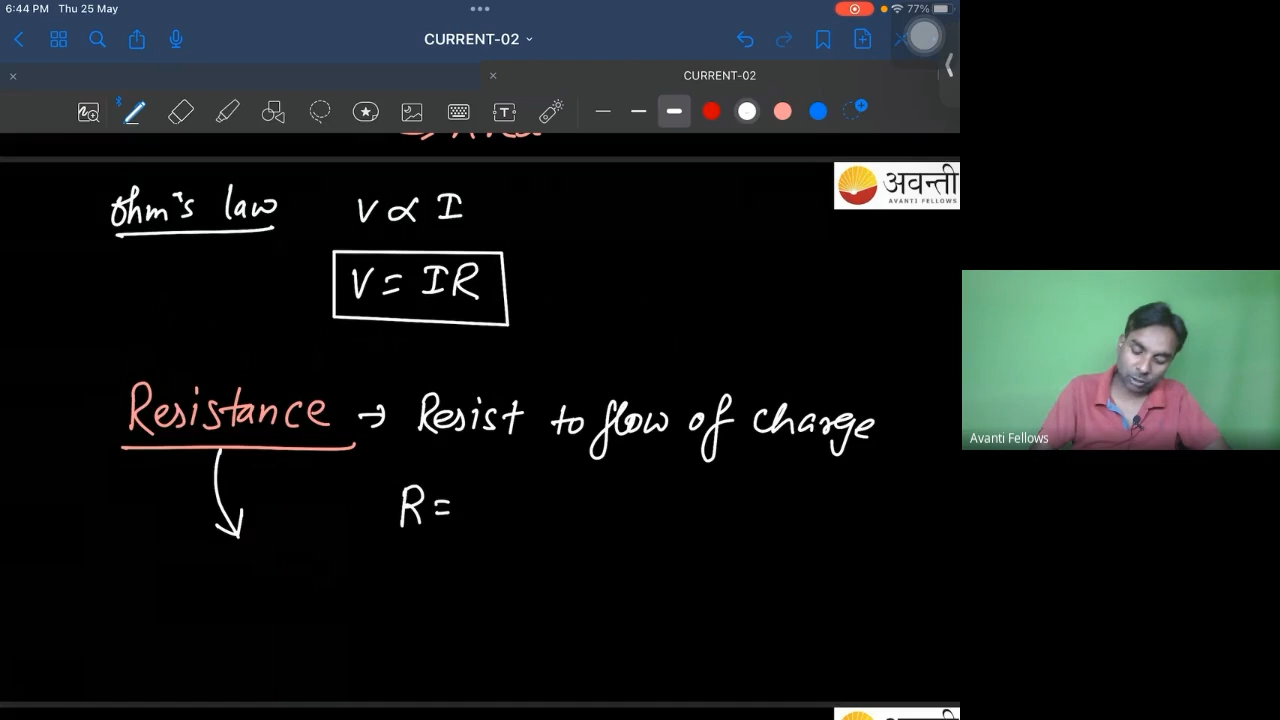 6:44 PM Thu 25 May
77%
CURRENT-02
CURRENT-02
अवन्ती
AVANTI FELLOWS
Ohm's law V ∝ I
V = IR
Resistance → Resist to flow of charge
R =
Avanti Fellows